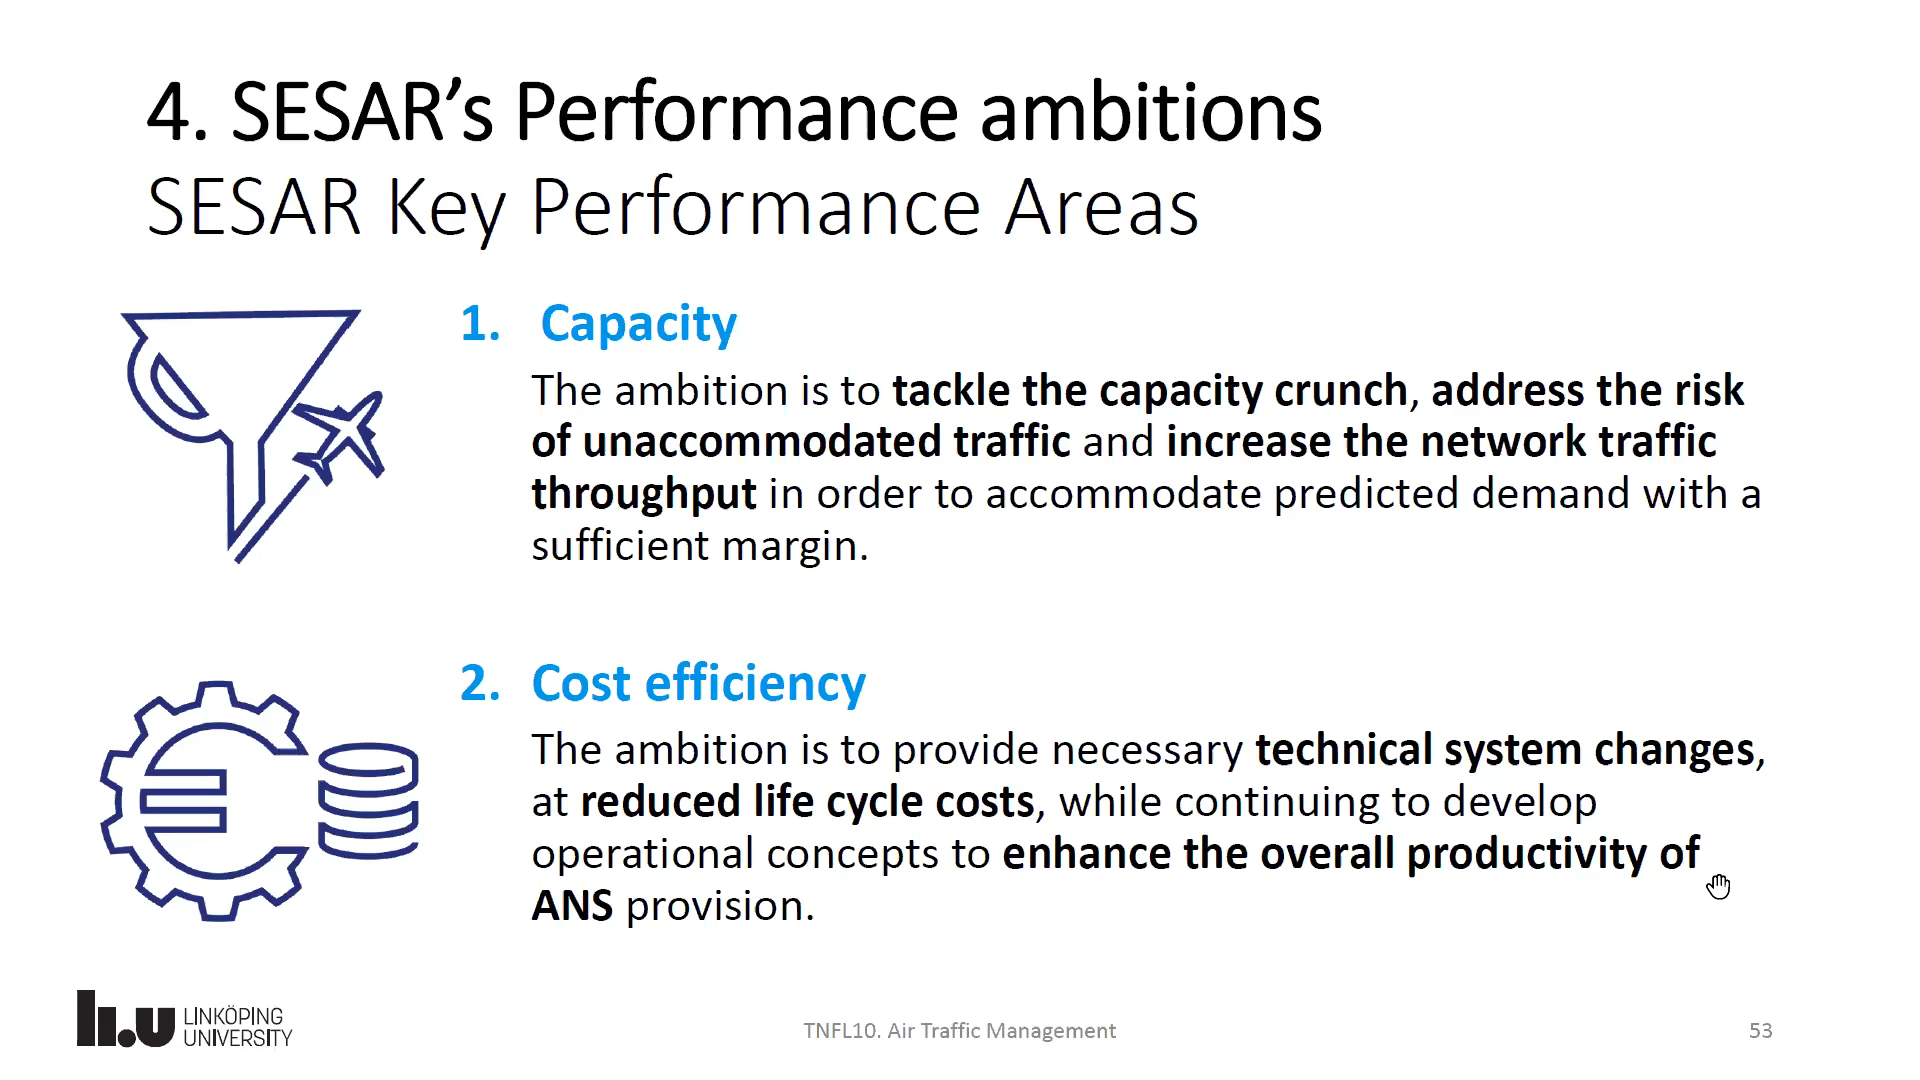 4. SESAR’s Performance ambitions
SESAR Key Performance Areas
1. Capacity
The ambition is to tackle the capacity crunch, address the risk
of unaccommodated traffic and increase the network traffic
throughput in order to accommodate predicted demand with a
sufficient margin.
2. Cost efficiency
The ambition is to provide necessary technical system changes,
at reduced life cycle costs, while continuing to develop
operational concepts to enhance the overall productivity of
ANS provision.
li.u LINKÖPING
UNIVERSITY
TNFL10. Air Traffic Management
53